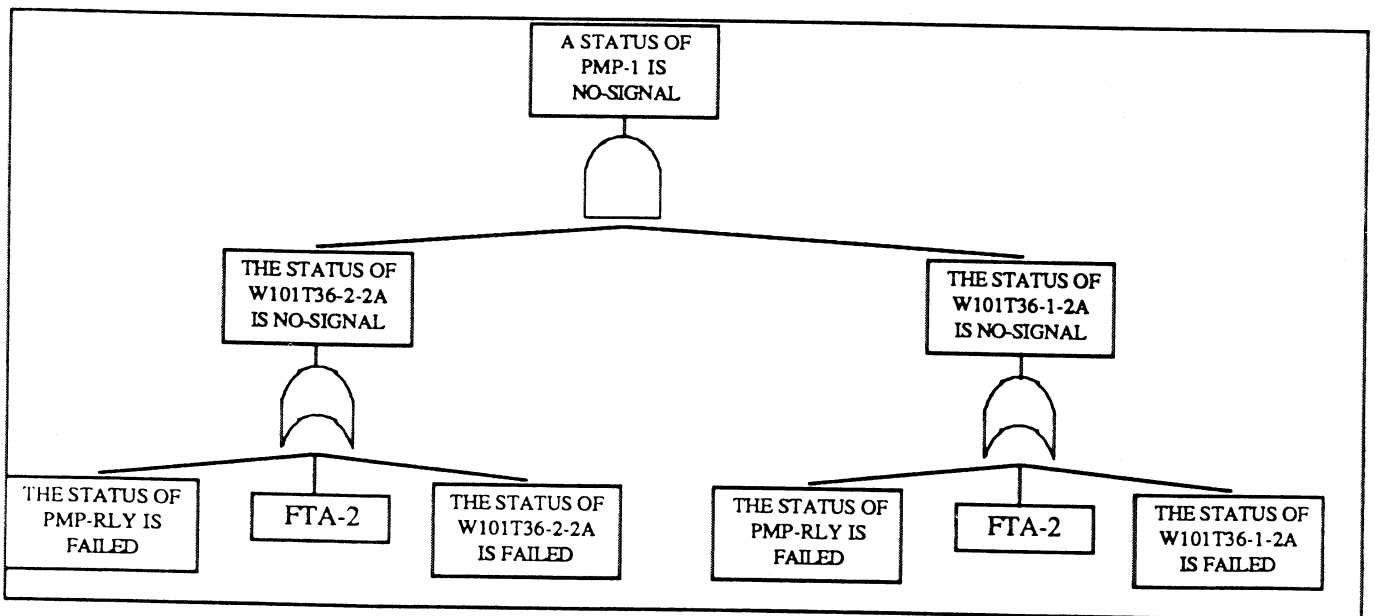 A STATUS OF
PMP-1 IS
NO-SIGNAL
THE STATUS OF
W101T36-2-2A
IS NO-SIGNAL
THE STATUS OF
W101T36-1-2A
IS NO-SIGNAL
THE STATUS OF
PMP-RLY IS
FAILED
FTA-2
THE STATUS OF
W101T36-2-2A
IS FAILED
THE STATUS OF
PMP-RLY IS
FAILED
FTA-2
THE STATUS OF
W101T36-1-2A
IS FAILED